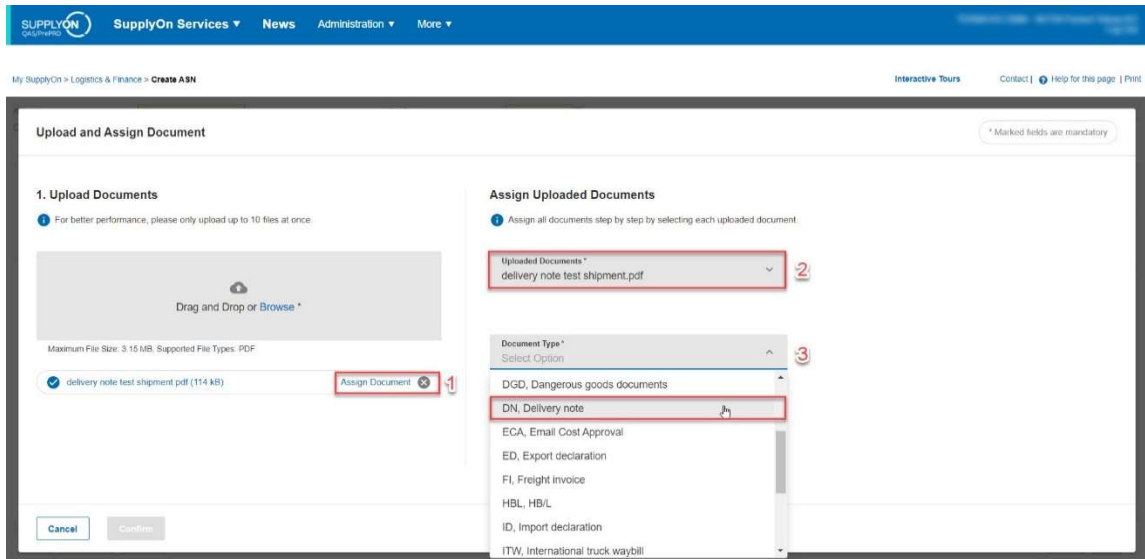 SUPPLYON
QAS/PrePRD
SupplyOn Services ▾ News Administration ▾ More ▾
My SupplyOn > Logistics & Finance > Create ASN
Interactive Tours Contact | Help for this page | Print
Upload and Assign Document
* Marked fields are mandatory
1. Upload Documents
For better performance, please only upload up to 10 files at once
Drag and Drop or Browse *
Maximum File Size: 3.15 MB, Supported File Types: PDF
delivery note test shipment.pdf (114 kB) Assign Document
1
Assign Uploaded Documents
Assign all documents step by step by selecting each uploaded document
Uploaded Documents *
delivery note test shipment.pdf
2
Document Type *
Select Option
3
DGD, Dangerous goods documents
DN, Delivery note
ECA, Email Cost Approval
ED, Export declaration
FI, Freight invoice
HBL, HB/L
ID, Import declaration
ITW, International truck waybill
Cancel Confirm